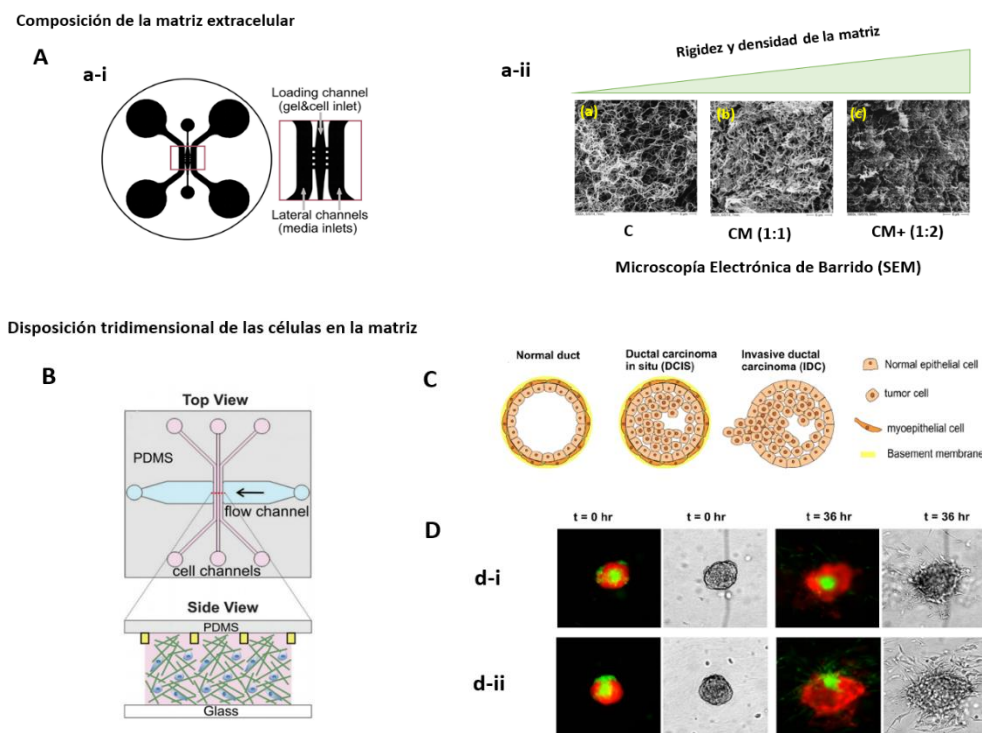 Composición de la matriz extracelular
A
a-i
Loading channel
(gel&cell inlet)
Lateral channels
(media inlets)
a-ii
Rigidez y densidad de la matriz
(a)
(b)
(c)
C
CM (1:1)
CM+ (1:2)
Microscopía Electrónica de Barrido (SEM)
Disposición tridimensional de las células en la matriz
B
Top View
PDMS
flow channel
cell channels
Side View
PDMS
Glass
C
Normal duct
Ductal carcinoma
in situ (DCIS)
Invasive ductal
carcinoma (IDC)
Normal epithelial cell
tumor cell
myoepithelial cell
Basement membrane
D
t = 0 hr
t = 0 hr
t = 36 hr
t = 36 hr
d-i
d-ii